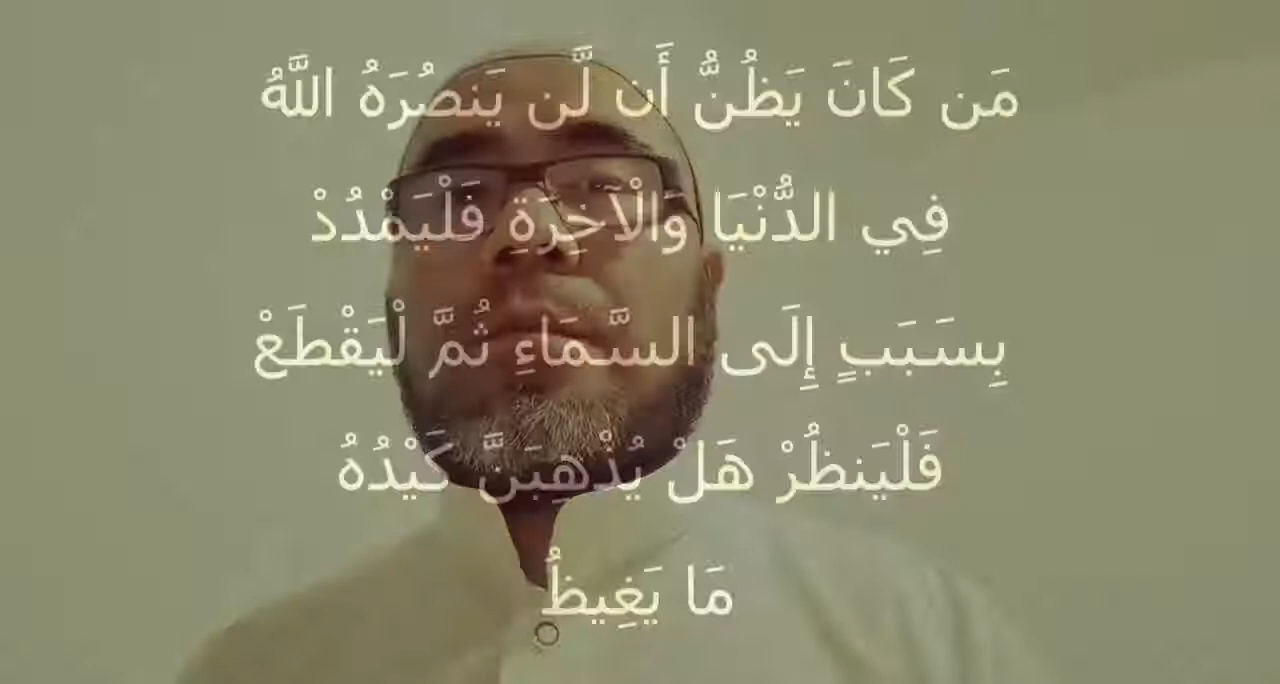 مَن كَانَ يَظُنُّ أَن لَّن يَنصُرَهُ اللَّهُ
فِي الدُّنْيَا وَالْآخِرَةِ فَلْيَمْدُدْ
بِسَبَبٍ إِلَى السَّمَاءِ ثُمَّ لْيَقْطَعْ
فَلْيَنظُرْ هَلْ يُذْهِبَنَّ كَيْدُهُ
مَا يَغِيظُ